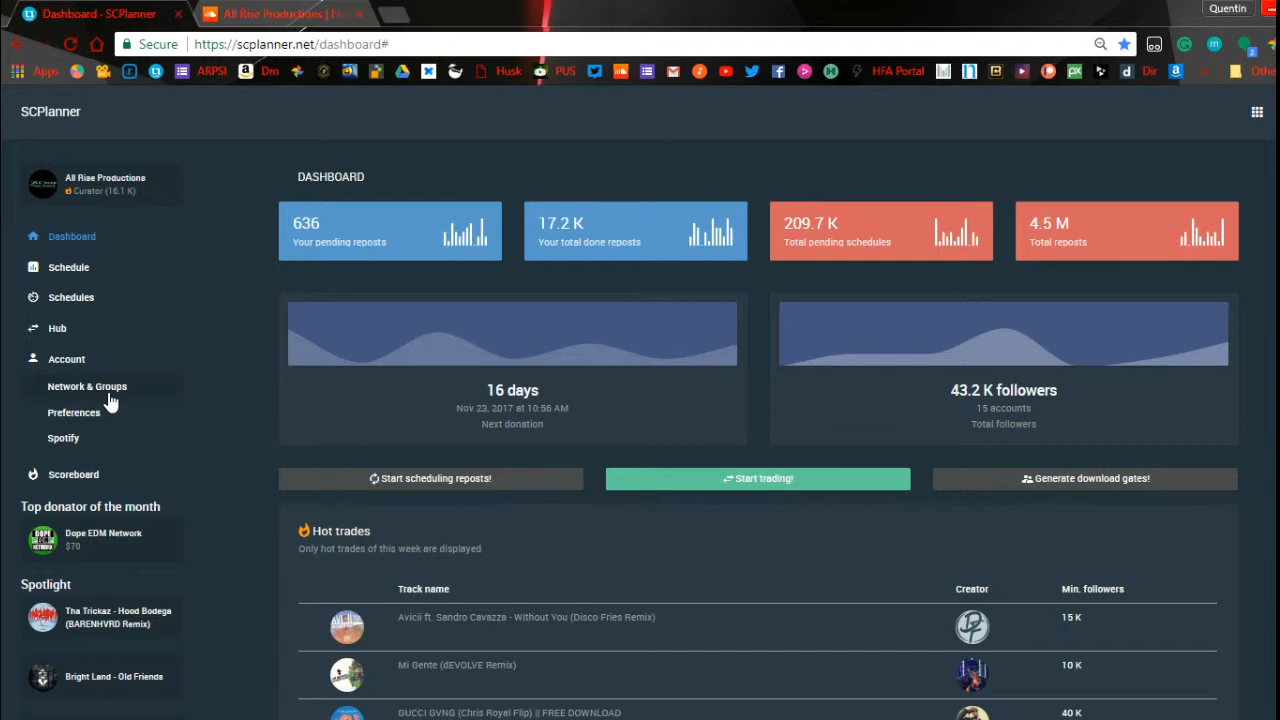 Dashboard - SCPlanner
All Rise Productions |
Quentin
Secure
https://scplanner.net/dashboard#
Apps
ARPSI
Dm
Husk
PUS
HFA Portal
Dir
Othe
SCPlanner
All Rise Productions
Curator (16.1 K)
Dashboard
Schedule
Schedules
Hub
Account
Network & Groups
Preferences
Spotify
Scoreboard
Top donator of the month
Dope EDM Network
$70
Spotlight
Tha Trickaz - Hood Bodega
(BARENHVRD Remix)
Bright Land - Old Friends
DASHBOARD
636
Your pending reposts
17.2 K
Your total done reposts
209.7 K
Total pending schedules
4.5 M
Total reposts
16 days
Nov 23, 2017 at 10:56 AM
Next donation
43.2 K followers
15 accounts
Total followers
Start scheduling reposts!
Start trading!
Generate download gates!
Hot trades
Only hot trades of this week are displayed
Track name Creator Min. followers
Avicii ft. Sandro Cavazza - Without You (Disco Fries Remix) 15 K
Mi Gente (dEVOLVE Remix) 10 K
GUCCI GVNG (Chris Royal Flip) || FREE DOWNLOAD 40 K